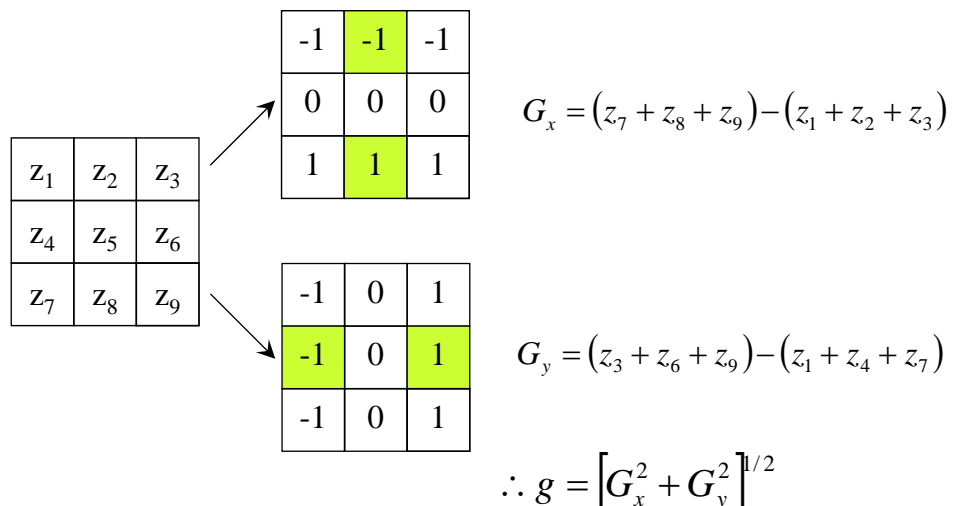 -1 -1 -1
0 0 0
1 1 1
G_x = (z_7 + z_8 + z_9) − (z_1 + z_2 + z_3)
z_1 z_2 z_3
z_4 z_5 z_6
z_7 z_8 z_9
-1 0 1
-1 0 1
-1 0 1
G_y = (z_3 + z_6 + z_9) − (z_1 + z_4 + z_7)
∴ g = [G_x^2 + G_y^2]^{1/2}